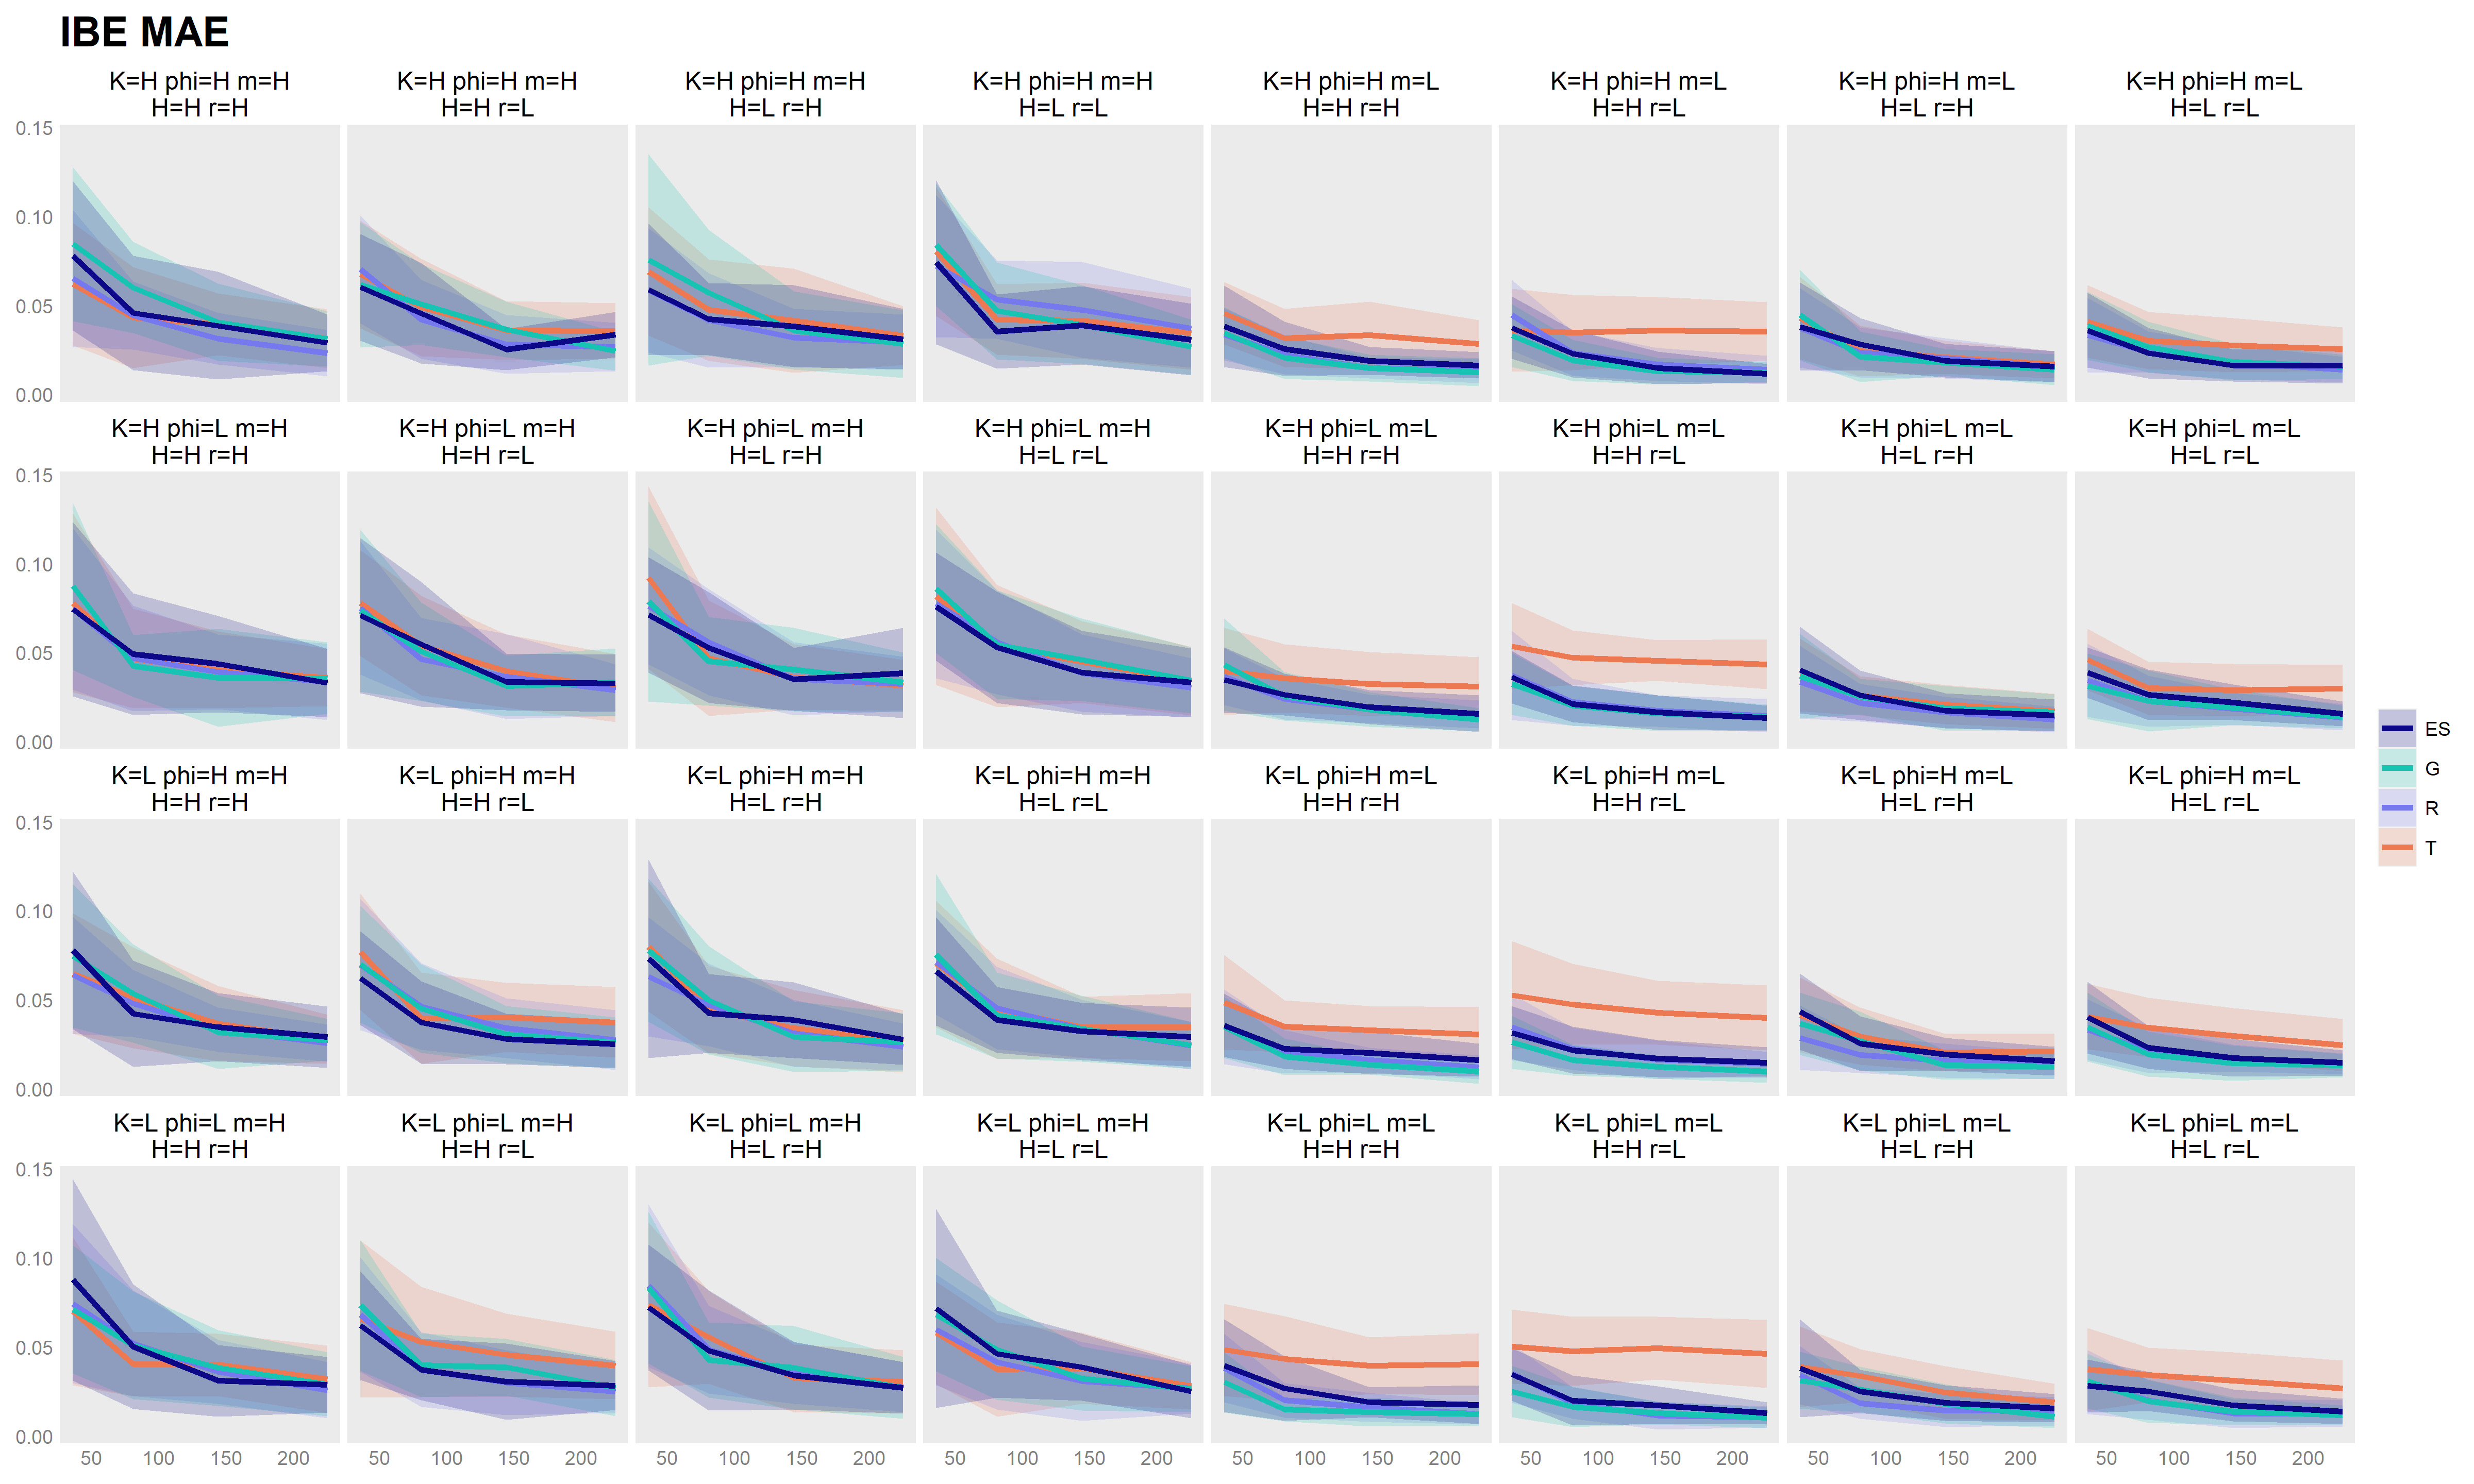 IBE MAE
K=H phi=H m=H K=H phi=H m=H K=H phi=H m=H K=H phi=H m=H K=H phi=H m=L K=H phi=H m=L K=H phi=H m=L K=H phi=H m=L
H=H r=H H=H r=L H=L r=H H=L r=L H=H r=H H=H r=L H=L r=H H=L r=L
0.15
0.10
0.05
0.00
K=H phi=L m=H K=H phi=L m=H K=H phi=L m=H K=H phi=L m=H K=H phi=L m=L K=H phi=L m=L K=H phi=L m=L K=H phi=L m=L
H=H r=H H=H r=L H=L r=H H=L r=L H=H r=H H=H r=L H=L r=H H=L r=L
0.15
0.10
0.05
0.00
K=L phi=H m=H K=L phi=H m=H K=L phi=H m=H K=L phi=H m=H K=L phi=H m=L K=L phi=H m=L K=L phi=H m=L K=L phi=H m=L
H=H r=H H=H r=L H=L r=H H=L r=L H=H r=H H=H r=L H=L r=H H=L r=L
0.15
0.10
0.05
0.00
K=L phi=L m=H K=L phi=L m=H K=L phi=L m=H K=L phi=L m=H K=L phi=L m=L K=L phi=L m=L K=L phi=L m=L K=L phi=L m=L
H=H r=H H=H r=L H=L r=H H=L r=L H=H r=H H=H r=L H=L r=H H=L r=L
0.15
0.10
0.05
0.00
50 100 150 200 50 100 150 200 50 100 150 200 50 100 150 200 50 100 150 200 50 100 150 200 50 100 150 200 50 100 150 200
ES
G
R
T